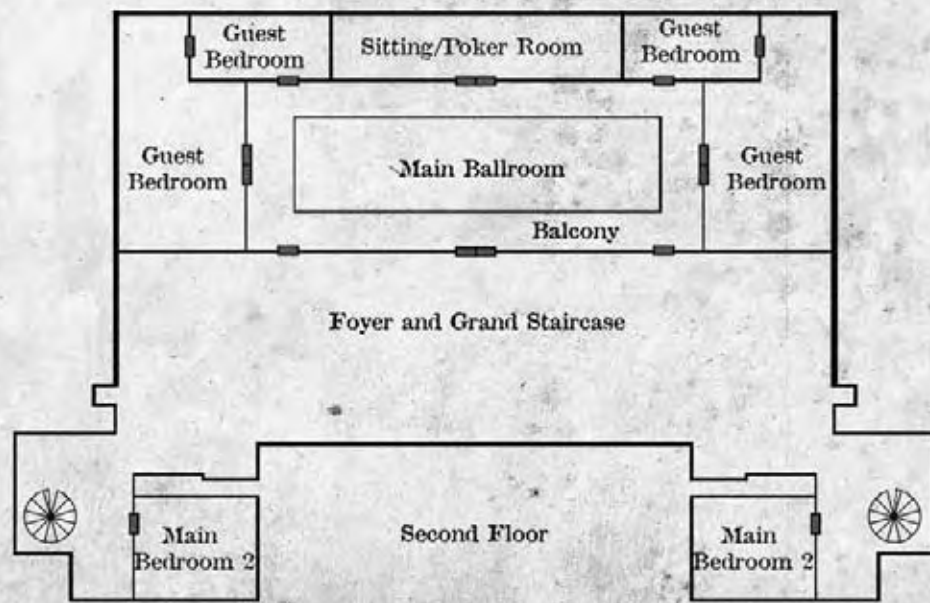 Guest
Bedroom
Sitting/Poker Room
Guest
Bedroom
Guest
Bedroom
Main Ballroom
Guest
Bedroom
Balcony
Foyer and Grand Staircase
Main
Bedroom 2
Second Floor
Main
Bedroom 2